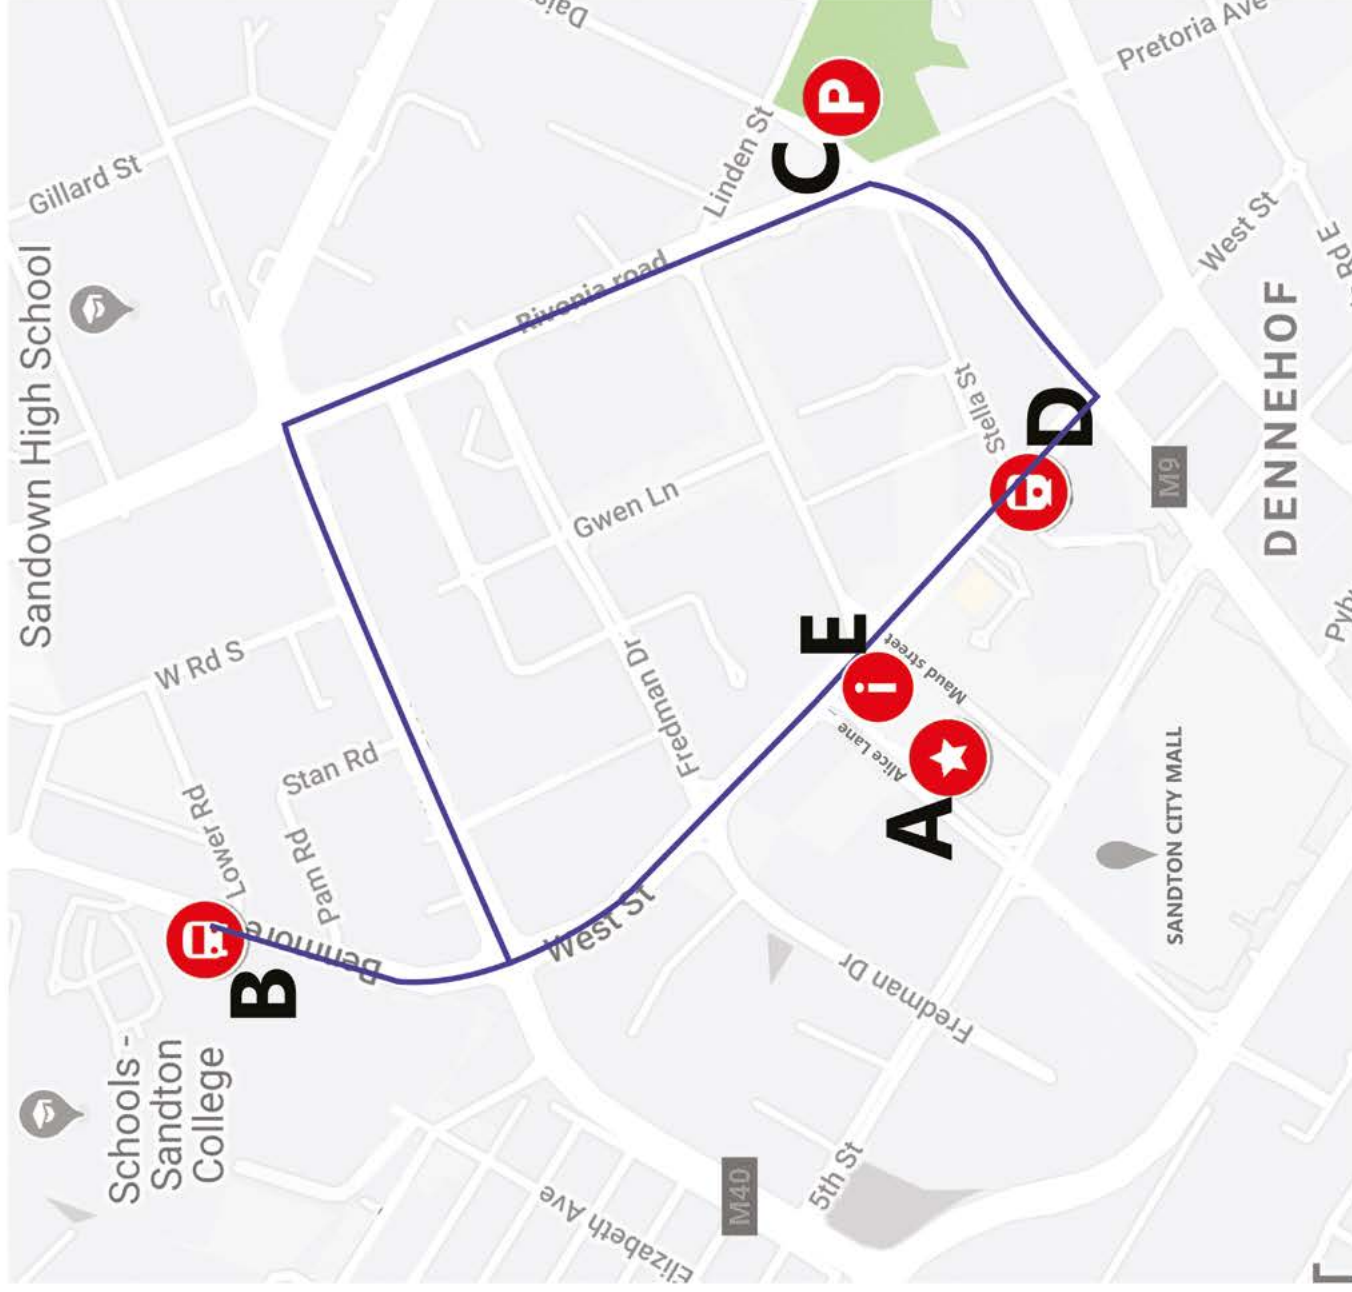 Sandown High School
Gillard St
Linden St
Pretoria Ave
P
C
Rivonia road
West St
Rd E
DENNEHOF
Stella St
D
M9
Gwen Ln
W Rd S
Stan Rd
Lower Rd
Pam Rd
Benmore
B
Schools -
Sandton
College
Fredman Dr
E
i
Maud street
Alice Lane
A
SANDTON CITY MALL
West St
Fredman Dr
5th St
M40
Elizabeth Ave